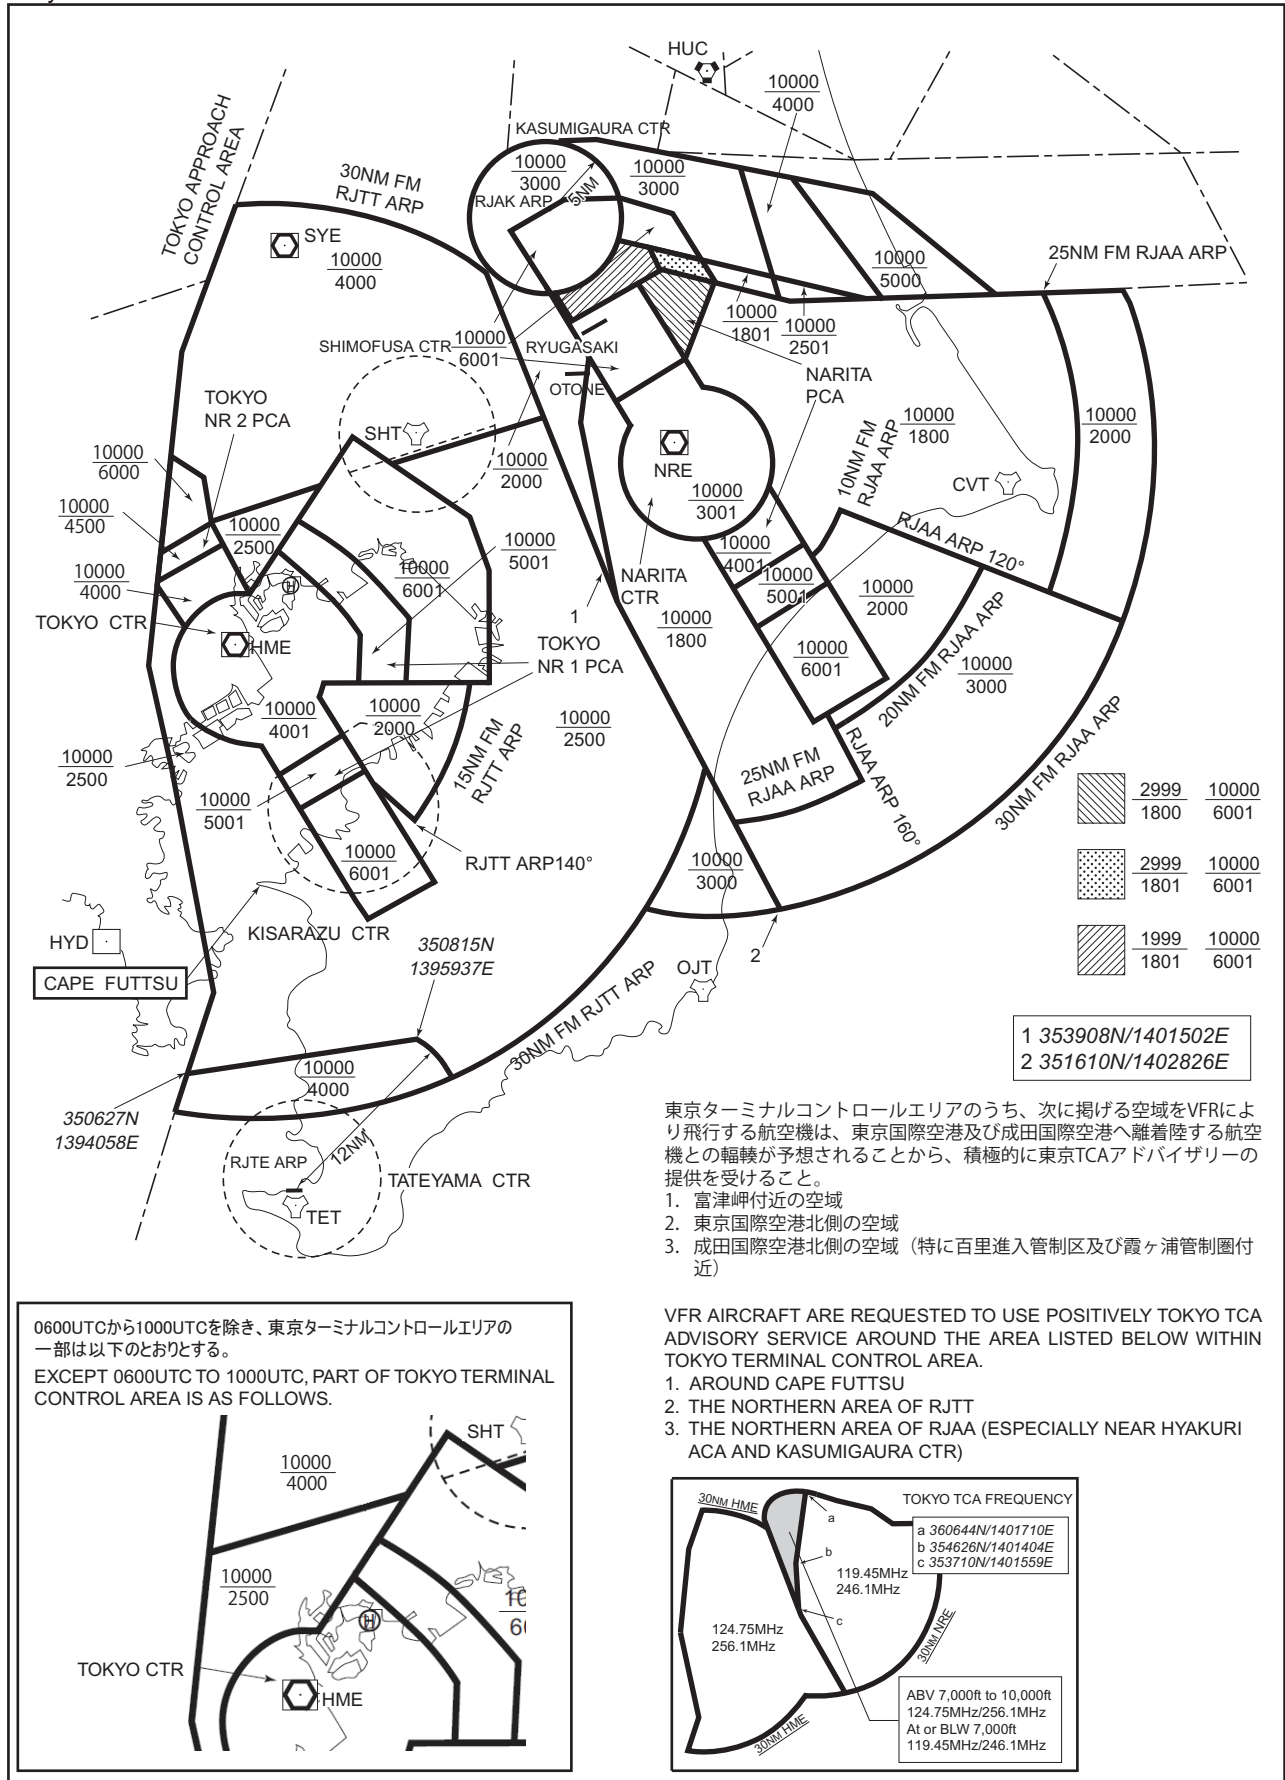 HUC
10000
4000
TOKYO APPROACH
CONTROL AREA
30NM FM
RJTT ARP
KASUMIGAURA CTR
10000
3000
10000
3000
RJAK ARP
5NM
SYE
10000
4000
10000
5000
25NM FM RJAA ARP
10000
1801
10000
2501
SHIMOFUSA CTR
10000
6001
RYUGASAKI
OTONE
NARITA
PCA
TOKYO
NR 2 PCA
SHT
10000
2000
10000
6000
10000
4500
10000
2500
10000
4000
TOKYO CTR
HME
H
10000
6001
10000
5001
NRE
10000
3001
10NM FM
RJAA ARP
10000
1800
10000
2000
CVT
RJAA ARP 120°
10000
4001
10000
5001
NARITA
CTR
10000
1800
10000
2000
10000
6001
20NM FM RJAA ARP
10000
3000
1
TOKYO
NR 1 PCA
10000
4001
10000
2000
15NM FM
RJTT ARP
10000
2500
10000
2500
10000
5001
10000
6001
RJTT ARP140°
25NM FM
RJAA ARP
RJAA ARP 160°
30NM FM RJAA ARP
10000
3000
2
2999
1800
10000
6001
2999
1801
10000
6001
1999
1801
10000
6001
HYD
CAPE FUTTSU
KISARAZU CTR
350815N
1395937E
OJT
30NM FM RJTT ARP
10000
4000
350627N
1394058E
12NM
RJTE ARP
TATEYAMA CTR
TET
1 353908N/1401502E
2 351610N/1402826E
東京ターミナルコントロールエリアのうち、次に掲げる空域をVFRによ
り飛行する航空機は、東京国際空港及び成田国際空港へ離着陸する航空
機との輻輳が予想されることから、積極的に東京TCAアドバイザリーの
提供を受けること。
1. 富津岬付近の空域
2. 東京国際空港北側の空域
3. 成田国際空港北側の空域（特に百里進入管制区及び霞ヶ浦管制圏付
近）
VFR AIRCRAFT ARE REQUESTED TO USE POSITIVELY TOKYO TCA
ADVISORY SERVICE AROUND THE AREA LISTED BELOW WITHIN
TOKYO TERMINAL CONTROL AREA.
1. AROUND CAPE FUTTSU
2. THE NORTHERN AREA OF RJTT
3. THE NORTHERN AREA OF RJAA (ESPECIALLY NEAR HYAKURI
ACA AND KASUMIGAURA CTR)
0600UTCから1000UTCを除き、東京ターミナルコントロールエリアの
一部は以下のとおりとする。
EXCEPT 0600UTC TO 1000UTC, PART OF TOKYO TERMINAL
CONTROL AREA IS AS FOLLOWS.
SHT
10000
4000
10000
2500
H
TOKYO CTR
HME
TOKYO TCA FREQUENCY
30NM HME
a
b
c
a 360644N/1401710E
b 354626N/1401404E
c 353710N/1401559E
119.45MHz
246.1MHz
124.75MHz
256.1MHz
30NM NRE
30NM HME
ABV 7,000ft to 10,000ft
124.75MHz/256.1MHz
At or BLW 7,000ft
119.45MHz/246.1MHz